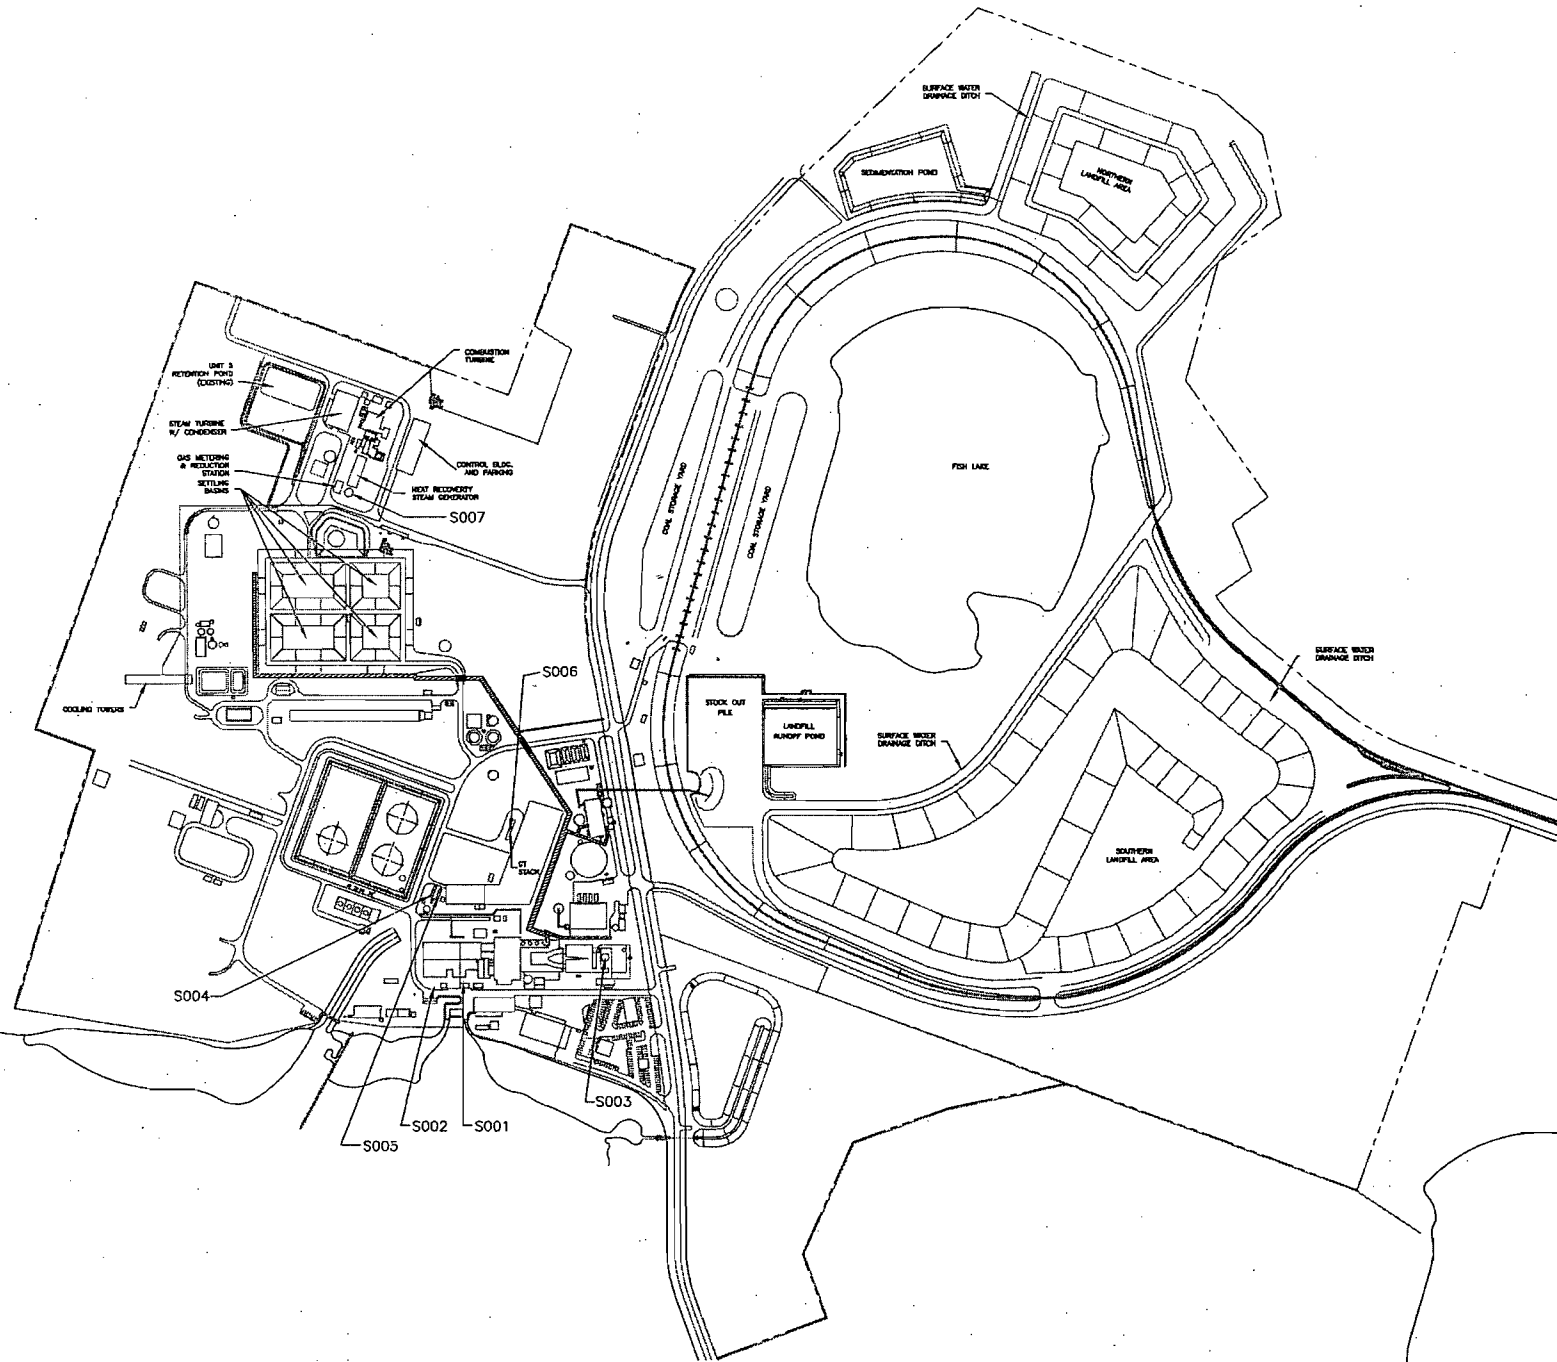 SURFACE WATER
DRAINAGE DITCH
SEDIMENTATION POND
NORTHERN
LANDFILL AREA
COMBUSTION
TURBINE
UNIT 5
RETENTION POND
(EXISTING)
STEAM TURBINE
W/ CONDENSER
GAS METERING
& REDUCTION
STATION
SETTLING
BASINS
CONTROL BLDG.
AND PARKING
HEAT RECOVERY
STEAM GENERATOR
S007
COAL STORAGE YARD
COAL STORAGE YARD
FISH LAKE
SURFACE WATER
DRAINAGE DITCH
S006
COOLING TOWERS
STOCK OUT
PILE
LANDFILL
RUNOFF POND
SURFACE WATER
DRAINAGE DITCH
CT
STACK
SOUTHERN
LANDFILL AREA
S004
S003
S002
S001
S005